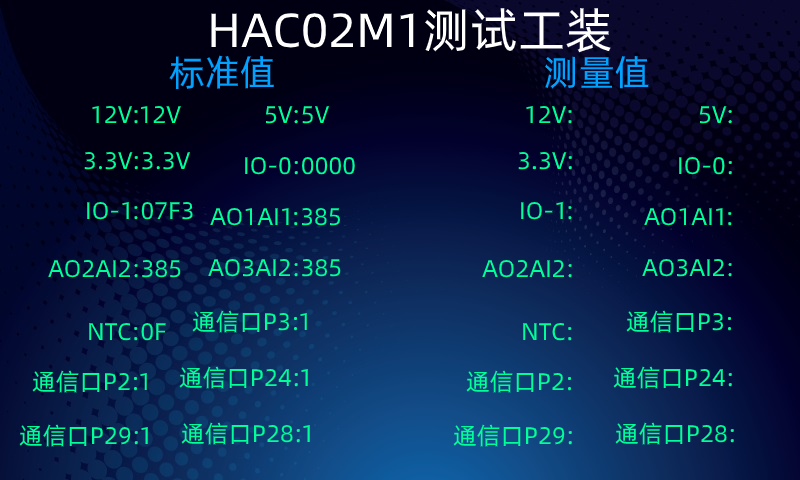 HAC02M1测试工装
标准值 测量值
12V:12V 5V:5V 12V: 5V:
3.3V:3.3V IO-0:0000 3.3V: IO-0:
IO-1:07F3 AO1AI1:385 IO-1: AO1AI1:
AO2AI2:385 AO3AI2:385 AO2AI2: AO3AI2:
NTC:0F 通信口P3:1 NTC: 通信口P3:
通信口P2:1 通信口P24:1 通信口P2: 通信口P24:
通信口P29:1 通信口P28:1 通信口P29: 通信口P28: